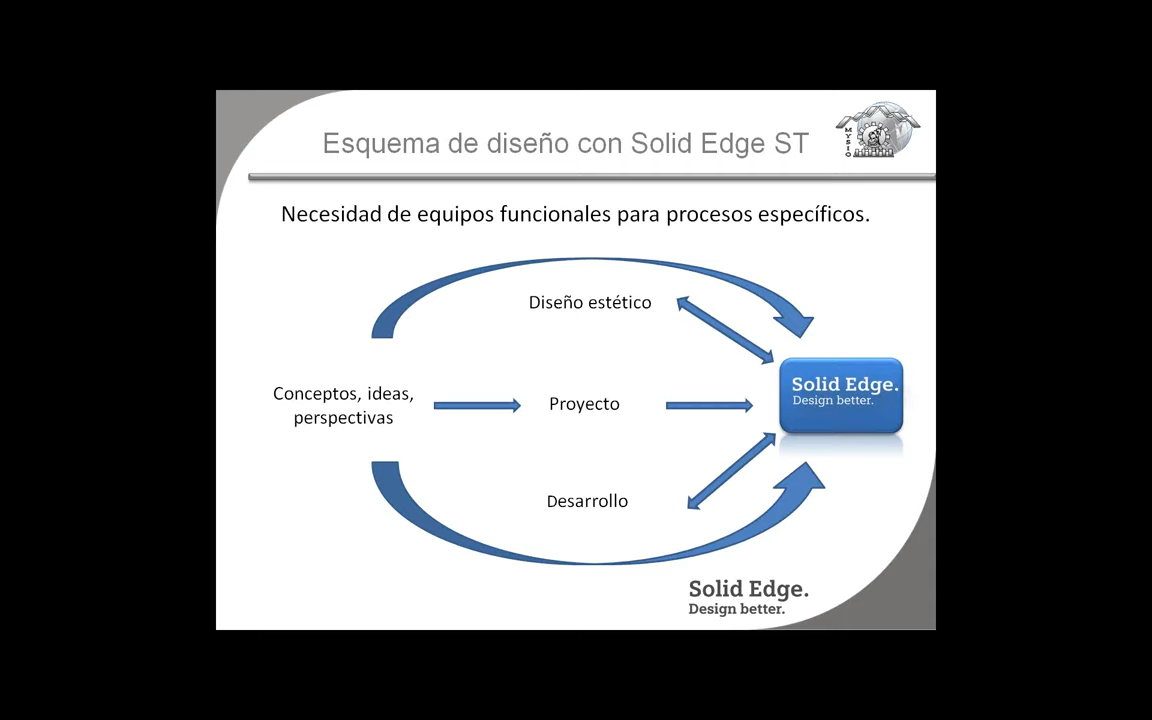 Esquema de diseño con Solid Edge ST
MYSIO
Necesidad de equipos funcionales para procesos específicos.
Diseño estético
Conceptos, ideas,
perspectivas
Proyecto
Solid Edge.
Design better.
Desarrollo
Solid Edge.
Design better.